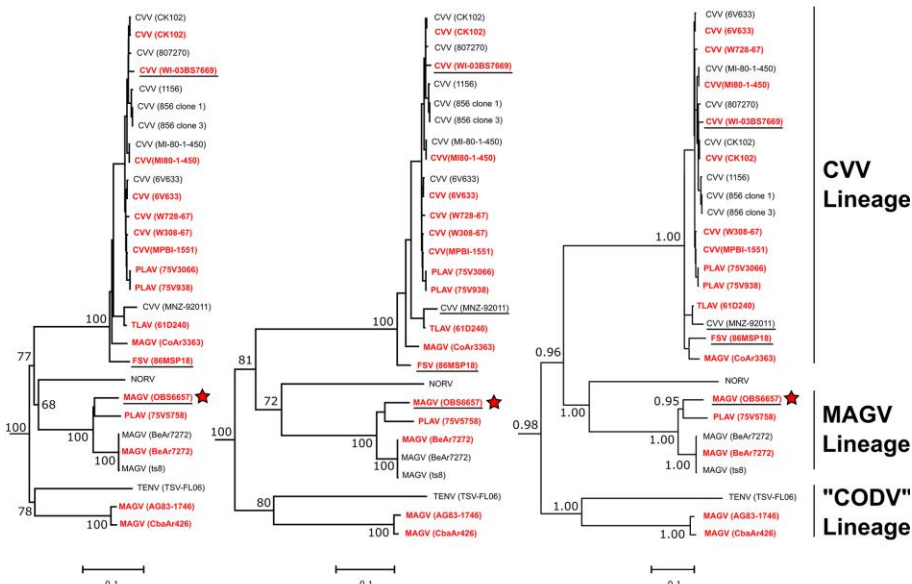 CVV (CK102)
CVV (CK102)
CVV (807270)
CVV (WI-03BS7669)
CVV (1156)
CVV (856 clone 1)
CVV (856 clone 3)
CVV (MI-80-1-450)
CVV(MI80-1-450)
CVV (6V633)
CVV (6V633)
CVV (W728-67)
CVV (W308-67)
CVV(MPBI-1551)
PLAV (75V3066)
PLAV (75V938)
CVV (MNZ-92011)
TLAV (61D240)
100
MAGV (CoAr3363)
FSV (86MSP18)
77
NORV
68
MAGV (OBS6657)
PLAV (75V5758)
100
100
MAGV (BeAr7272)
MAGV (BeAr7272)
100
MAGV (ts8)
TENV (TSV-FL06)
78
MAGV (AG83-1746)
100
MAGV (CbaAr426)
CVV (CK102)
CVV (CK102)
CVV (807270)
CVV (WI-03BS7669)
CVV (1156)
CVV (856 clone 1)
CVV (856 clone 3)
CVV (MI-80-1-450)
CVV(MI80-1-450)
CVV (6V633)
CVV (6V633)
CVV (W728-67)
CVV (W308-67)
CVV(MPBI-1551)
PLAV (75V3066)
PLAV (75V938)
CVV (MNZ-92011)
100
TLAV (61D240)
MAGV (CoAr3363)
81
FSV (86MSP18)
NORV
72
MAGV (OBS6657)
PLAV (75V5758)
100
100
MAGV (BeAr7272)
MAGV (BeAr7272)
100
MAGV (ts8)
TENV (TSV-FL06)
80
MAGV (AG83-1746)
100
MAGV (CbaAr426)
CVV (6V633)
CVV (6V633)
CVV (W728-67)
CVV (MI-80-1-450)
CVV(MI80-1-450)
CVV (807270)
CVV (WI-03BS7669)
CVV (CK102)
CVV (CK102)
CVV (1156)
CVV (856 clone 1)
CVV (856 clone 3)
CVV (W308-67)
1.00
CVV(MPBI-1551)
PLAV (75V3066)
PLAV (75V938)
TLAV (61D240)
CVV (MNZ-92011)
FSV (86MSP18)
0.96
MAGV (CoAr3363)
NORV
0.95
MAGV (OBS6657)
1.00
PLAV (75V5758)
0.98
1.00
MAGV (BeAr7272)
MAGV (BeAr7272)
1.00
MAGV (ts8)
TENV (TSV-FL06)
1.00
MAGV (AG83-1746)
1.00
MAGV (CbaAr426)
CVV
Lineage
MAGV
Lineage
"CODV"
Lineage
0.1
0.1
0.1